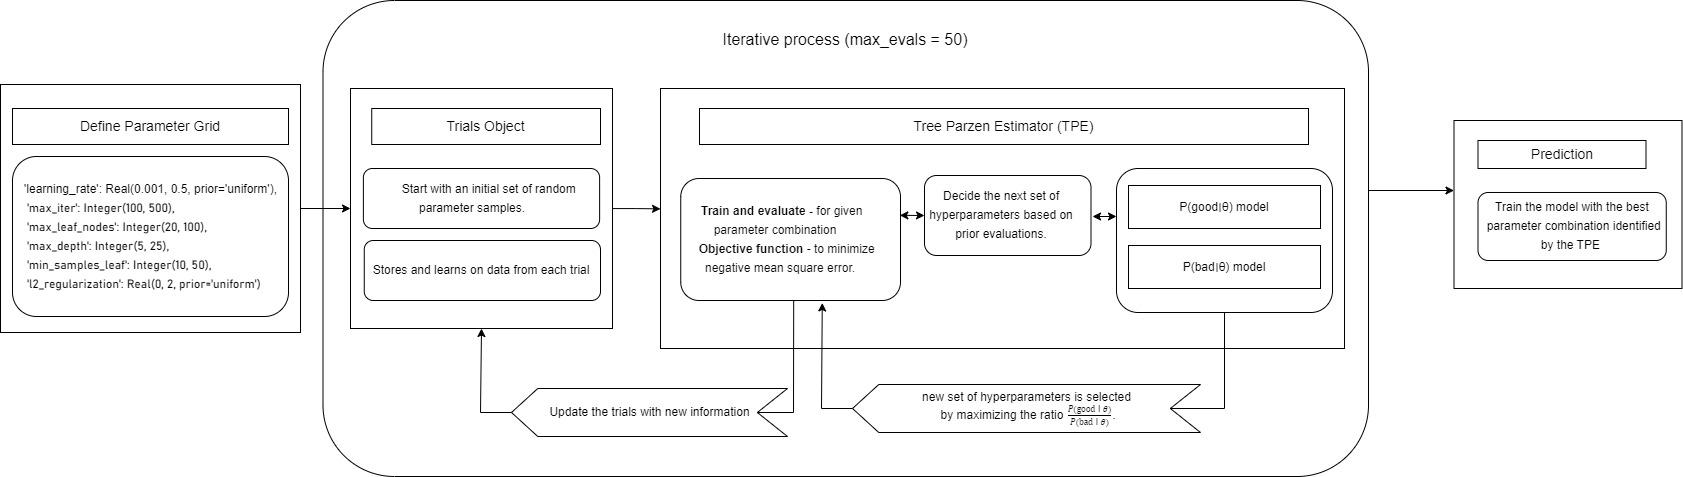 Iterative process (max_evals = 50)
Define Parameter Grid
'learning_rate': Real(0.001, 0.5, prior='uniform'),
'max_iter': Integer(100, 500),
'max_leaf_nodes': Integer(20, 100),
'max_depth': Integer(5, 25),
'min_samples_leaf': Integer(10, 50),
'l2_regularization': Real(0, 2, prior='uniform')
Trials Object
Start with an initial set of random
parameter samples.
Stores and learns on data from each trial
Tree Parzen Estimator (TPE)
Train and evaluate - for given
parameter combination
Objective function - to minimize
negative mean square error.
Decide the next set of
hyperparameters based on
prior evaluations.
P(good|θ) model
P(bad|θ) model
Update the trials with new information
new set of hyperparameters is selected
by maximizing the ratio P(good | θ)/P(bad | θ).
Prediction
Train the model with the best
parameter combination identified
by the TPE